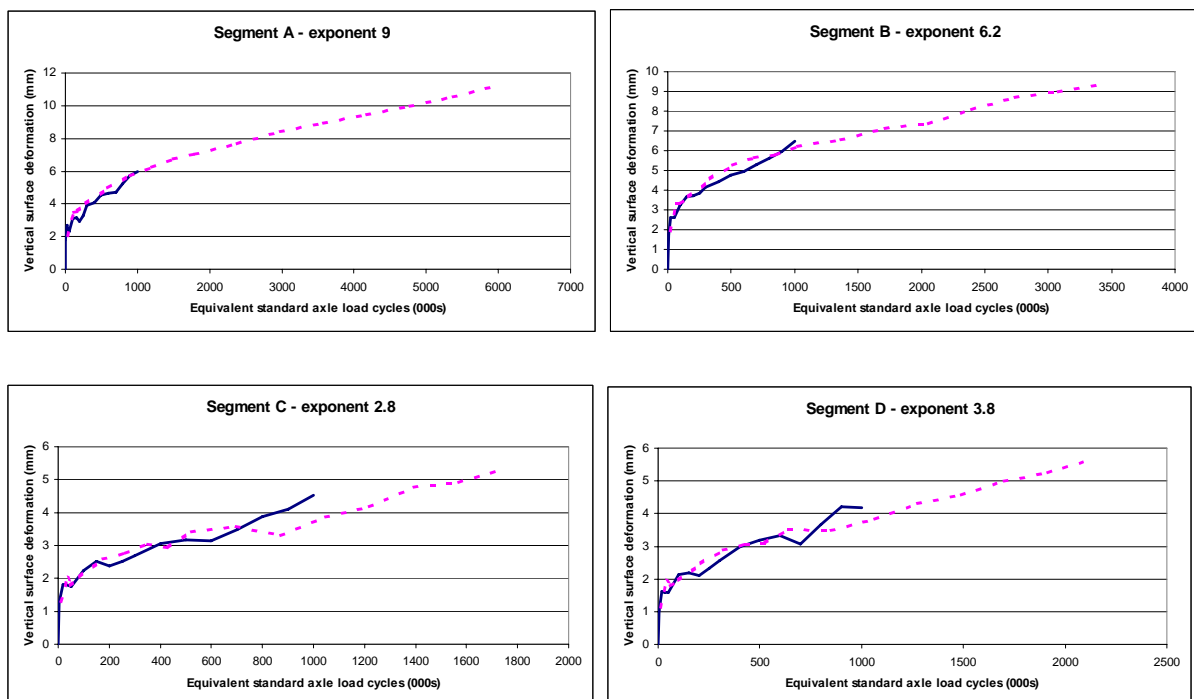 Segment A - exponent 9
Vertical surface deformation (mm)
12
10
8
6
4
2
0
0 1000 2000 3000 4000 5000 6000 7000
Equivalent standard axle load cycles (000s)
Segment B - exponent 6.2
Vertical surface deformation (mm)
10
9
8
7
6
5
4
3
2
1
0
0 500 1000 1500 2000 2500 3000 3500 4000
Equivalent standard axle load cycles (000s)
Segment C - exponent 2.8
Vertical surface deformation (mm)
6
5
4
3
2
1
0
0 200 400 600 800 1000 1200 1400 1600 1800 2000
Equivalent standard axle load cycles (000s)
Segment D - exponent 3.8
Vertical surface deformation (mm)
6
5
4
3
2
1
0
0 500 1000 1500 2000 2500
Equivalent standard axle load cycles (000s)